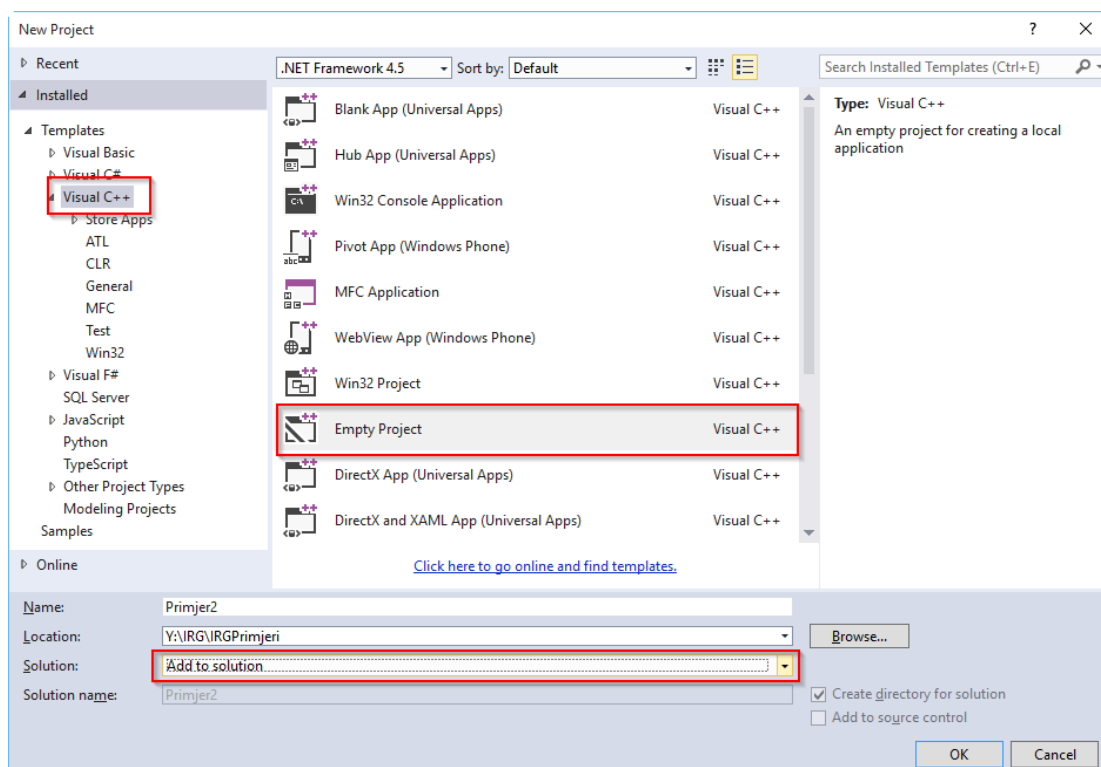 New Project
?
Recent
.NET Framework 4.5
Sort by:
Default
Search Installed Templates (Ctrl+E)
Installed
Templates
Visual Basic
Visual C#
Visual C++
Store Apps
ATL
CLR
General
MFC
Test
Win32
Visual F#
SQL Server
JavaScript
Python
TypeScript
Other Project Types
Modeling Projects
Samples
Online
Blank App (Universal Apps) Visual C++
Hub App (Universal Apps) Visual C++
Win32 Console Application Visual C++
Pivot App (Windows Phone) Visual C++
MFC Application Visual C++
WebView App (Windows Phone) Visual C++
Win32 Project Visual C++
Empty Project Visual C++
DirectX App (Universal Apps) Visual C++
DirectX and XAML App (Universal Apps) Visual C++
Click here to go online and find templates.
Type: Visual C++
An empty project for creating a local
application
Name: Primjer2
Location: Y:\IRG\IRGPrimjeri
Browse...
Solution: Add to solution
Solution name: Primjer2
Create directory for solution
Add to source control
OK
Cancel